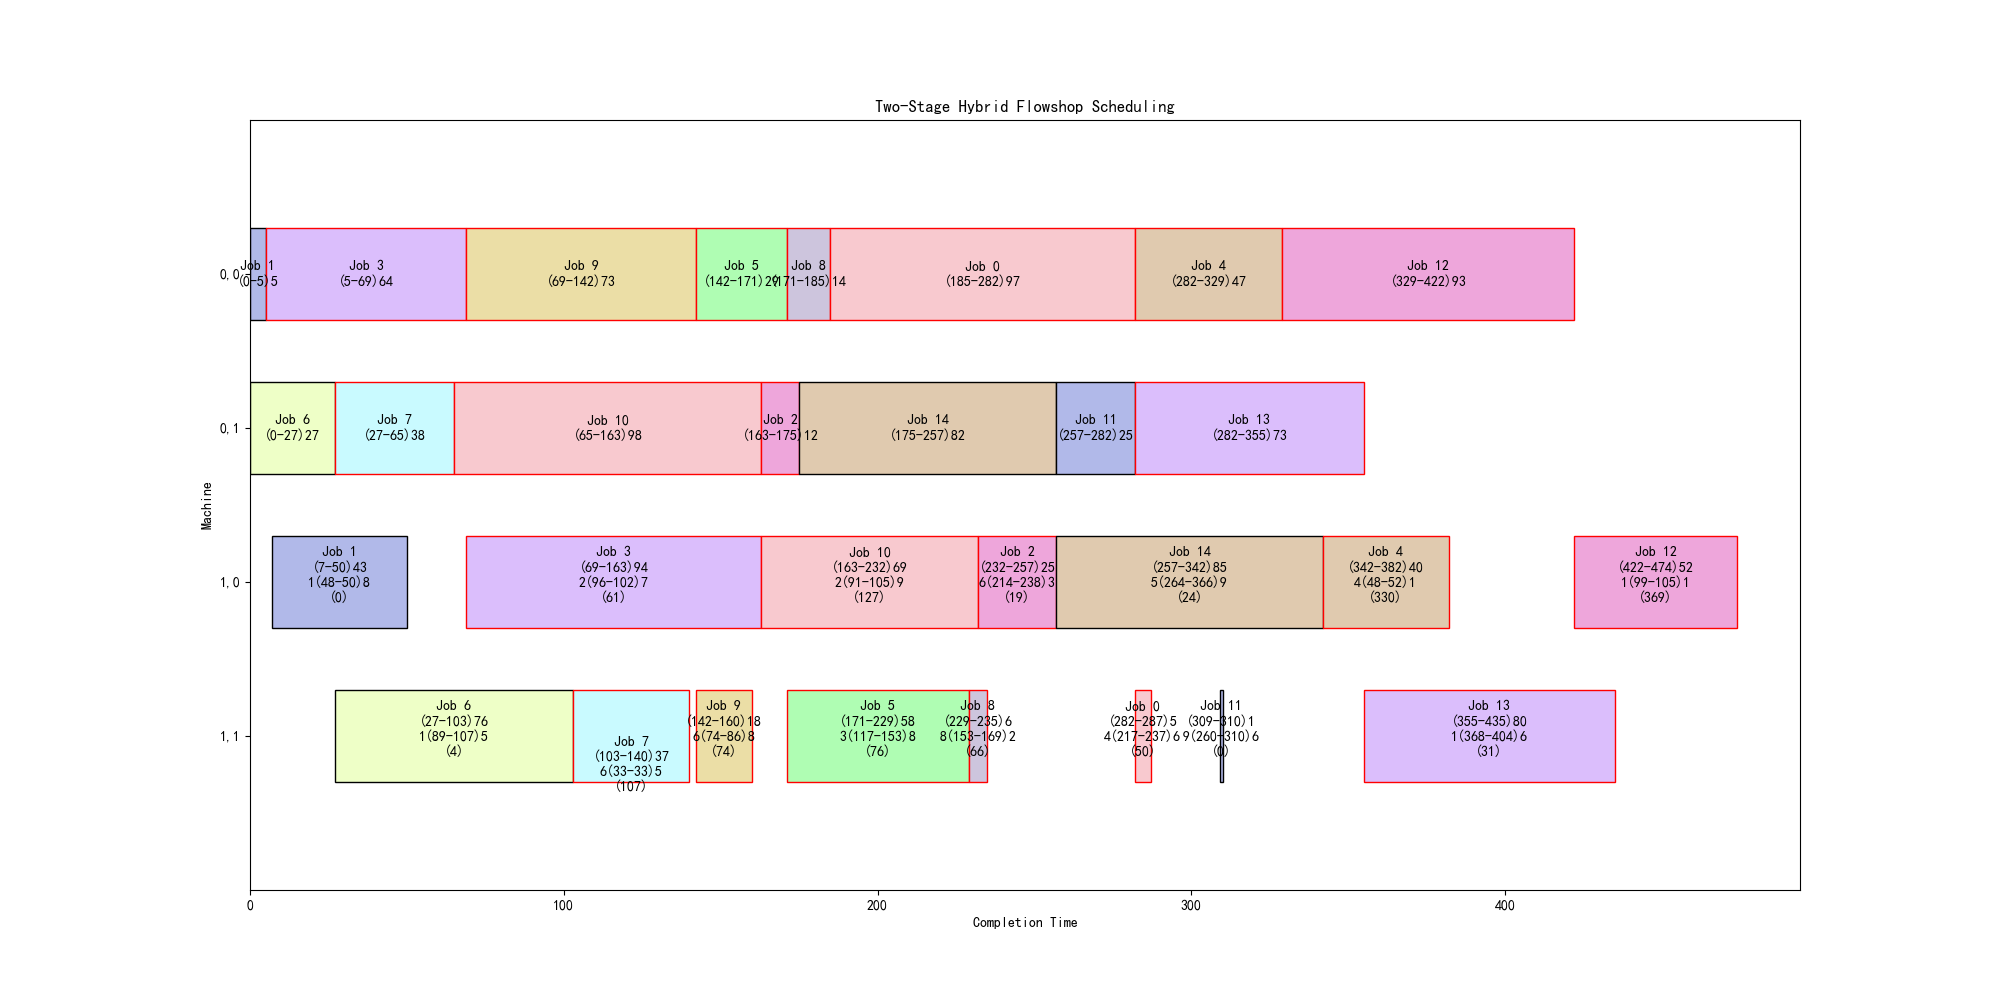 Two-Stage Hybrid Flowshop Scheduling
Machine
0,0
Job 1
(0-5)5
Job 3
(5-69)64
Job 9
(69-142)73
Job 5
(142-171)29
Job 8
(171-185)14
Job 0
(185-282)97
Job 4
(282-329)47
Job 12
(329-422)93
0,1
Job 6
(0-27)27
Job 7
(27-65)38
Job 10
(65-163)98
Job 2
(163-175)12
Job 14
(175-257)82
Job 11
(257-282)25
Job 13
(282-355)73
1,0
Job 1
(7-50)43
1(48-50)8
(0)
Job 3
(69-163)94
2(96-102)7
(61)
Job 10
(163-232)69
2(91-105)9
(127)
Job 2
(232-257)25
6(214-238)3
(19)
Job 14
(257-342)85
5(264-366)9
(24)
Job 4
(342-382)40
4(48-52)1
(330)
Job 12
(422-474)52
1(99-105)1
(369)
1,1
Job 6
(27-103)76
1(89-107)5
(4)
Job 7
(103-140)37
6(33-33)5
(107)
Job 9
(142-160)18
6(74-86)8
(74)
Job 5
(171-229)58
3(117-153)8
(76)
Job 8
(229-235)6
8(153-169)2
(66)
Job 0
(282-287)5
4(217-237)6
(50)
Job 11
(309-310)1
9(260-310)6
(0)
Job 13
(355-435)80
1(368-404)6
(31)
0
100
200
300
400
Completion Time